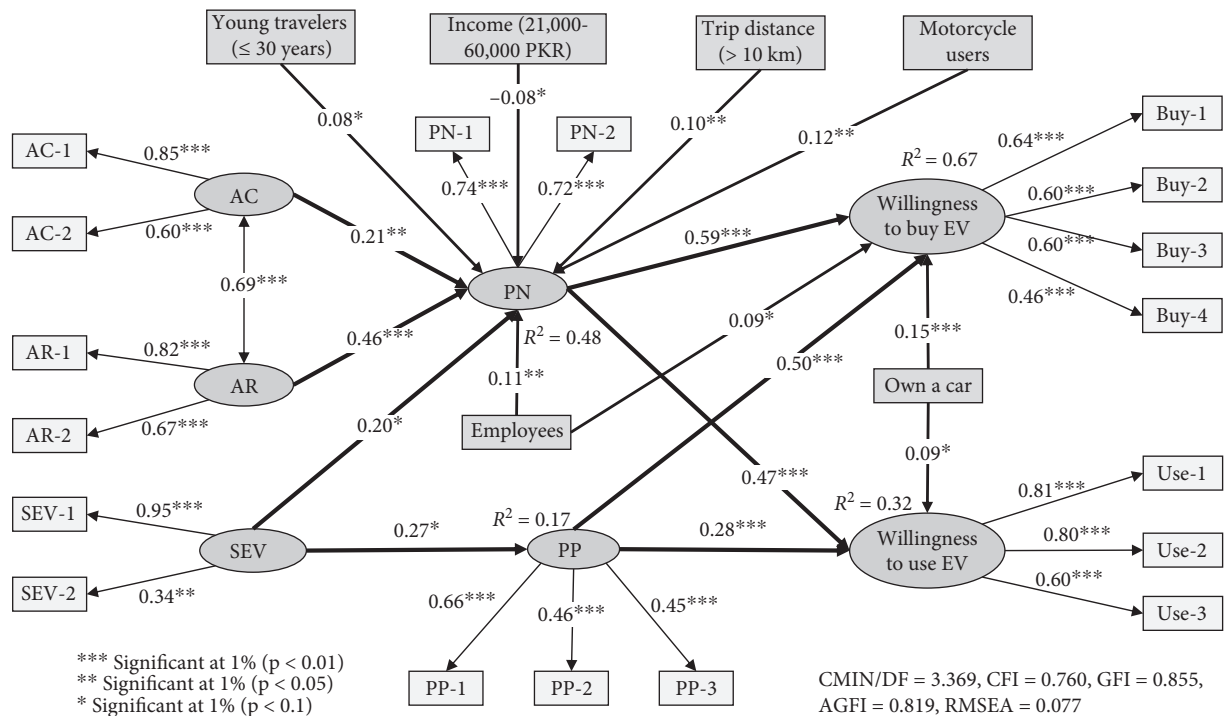 Young travelers
(≤ 30 years)
Income (21,000-
60,000 PKR)
Trip distance
(> 10 km)
Motorcycle
users
0.08*
–0.08*
0.10**
0.12**
PN-1
PN-2
0.74***
0.72***
AC-1
AC-2
0.85***
0.60***
AC
0.21**
0.69***
AR-1
AR-2
0.82***
0.67***
AR
0.46***
PN
R² = 0.48
0.59***
R² = 0.67
Willingness
to buy EV
0.64***
0.60***
0.60***
0.46***
Buy-1
Buy-2
Buy-3
Buy-4
0.09*
0.11**
Employees
0.20*
0.50***
0.15***
Own a car
0.09*
0.47***
SEV-1
SEV-2
0.95***
0.34**
SEV
0.27*
R² = 0.17
PP
0.28***
R² = 0.32
Willingness
to use EV
0.81***
0.80***
0.60***
Use-1
Use-2
Use-3
0.66***
0.46***
0.45***
PP-1
PP-2
PP-3
*** Significant at 1% (p < 0.01)
** Significant at 1% (p < 0.05)
* Significant at 1% (p < 0.1)
CMIN/DF = 3.369, CFI = 0.760, GFI = 0.855,
AGFI = 0.819, RMSEA = 0.077